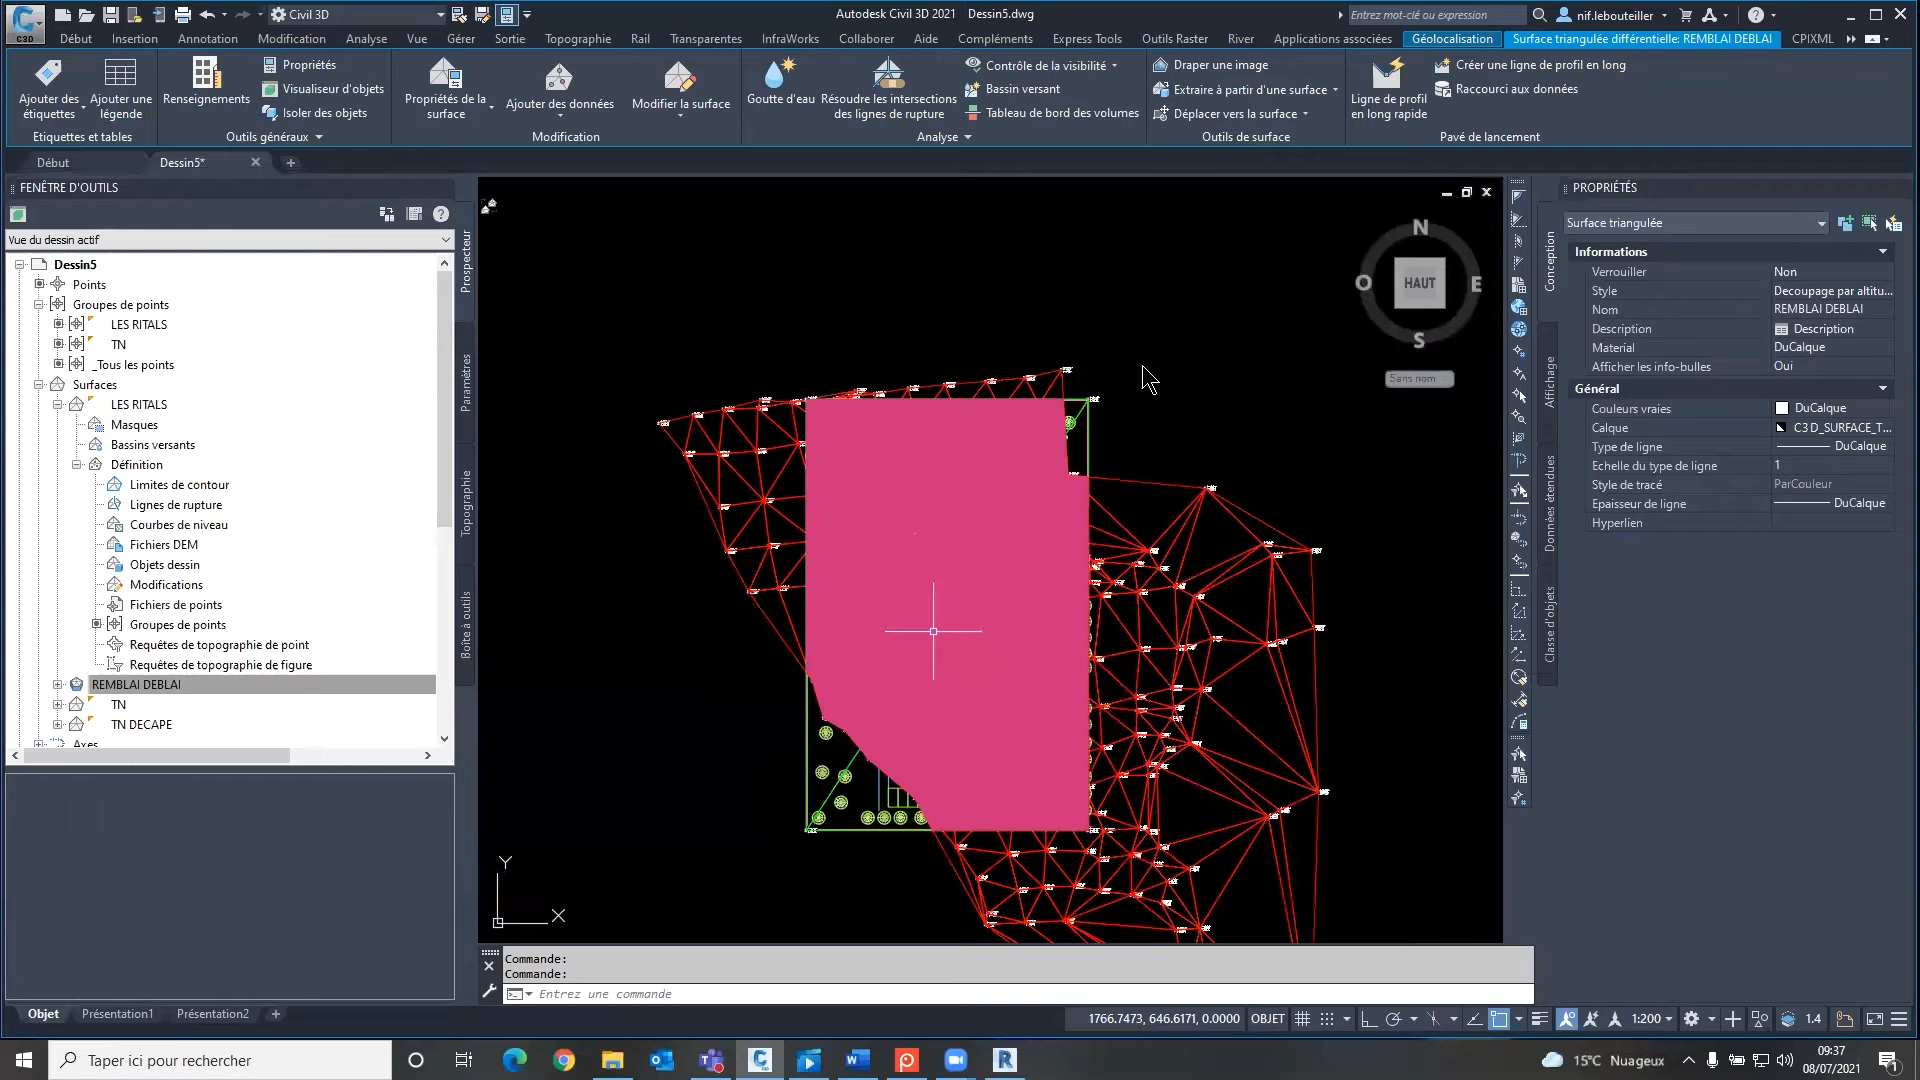 Civil 3D
Autodesk Civil 3D 2021 Dessin5.dwg
Entrez mot-clé ou expression
nif.lebouteiller
C3D
Début Insertion Annotation Modification Analyse Vue Gérer Sortie Topographie Rail Transparentes InfraWorks Collaborer Aide Compléments Express Tools Outils Raster River Applications associées Géolocalisation Surface triangulée différentielle: REMBLAI DEBLAI CPIXML
Ajouter des étiquettes
Ajouter une légende
Etiquettes et tables
Renseignements
Propriétés
Visualiseur d'objets
Isoler des objets
Outils généraux
Propriétés de la surface
Ajouter des données
Modifier la surface
Modification
Goutte d'eau
Résoudre les intersections des lignes de rupture
Contrôle de la visibilité
Bassin versant
Tableau de bord des volumes
Analyse
Draper une image
Extraire à partir d'une surface
Déplacer vers la surface
Outils de surface
Ligne de profil en long rapide
Créer une ligne de profil en long
Raccourci aux données
Pavé de lancement
Début
Dessin5*
FENÊTRE D'OUTILS
Vue du dessin actif
Dessin5
Points
Groupes de points
LES RITALS
TN
_Tous les points
Surfaces
LES RITALS
Masques
Bassins versants
Définition
Limites de contour
Lignes de rupture
Courbes de niveau
Fichiers DEM
Objets dessin
Modifications
Fichiers de points
Groupes de points
Requêtes de topographie de point
Requêtes de topographie de figure
REMBLAI DEBLAI
TN
TN DECAPE
Axes
Prospecteur
Paramètres
Topographie
Boîte à outils
N
O
HAUT
E
S
Sans nom
Y
X
Conception
Affichage
Données étendues
Classe d'objets
PROPRIÉTÉS
Surface triangulée
Informations
Verrouiller Non
Style Decoupage par altitu...
Nom REMBLAI DEBLAI
Description Description
Material DuCalque
Afficher les info-bulles Oui
Général
Couleurs vraies DuCalque
Calque C3D_SURFACE_T...
Type de ligne DuCalque
Echelle du type de ligne 1
Style de tracé ParCouleur
Epaisseur de ligne DuCalque
Hyperlien
Commande:
Commande:
Entrez une commande
Objet Présentation1 Présentation2
1766.7473, 646.6171, 0.0000 OBJET
1:200
1.4
Taper ici pour rechercher
15°C Nuageux
09:37
08/07/2021